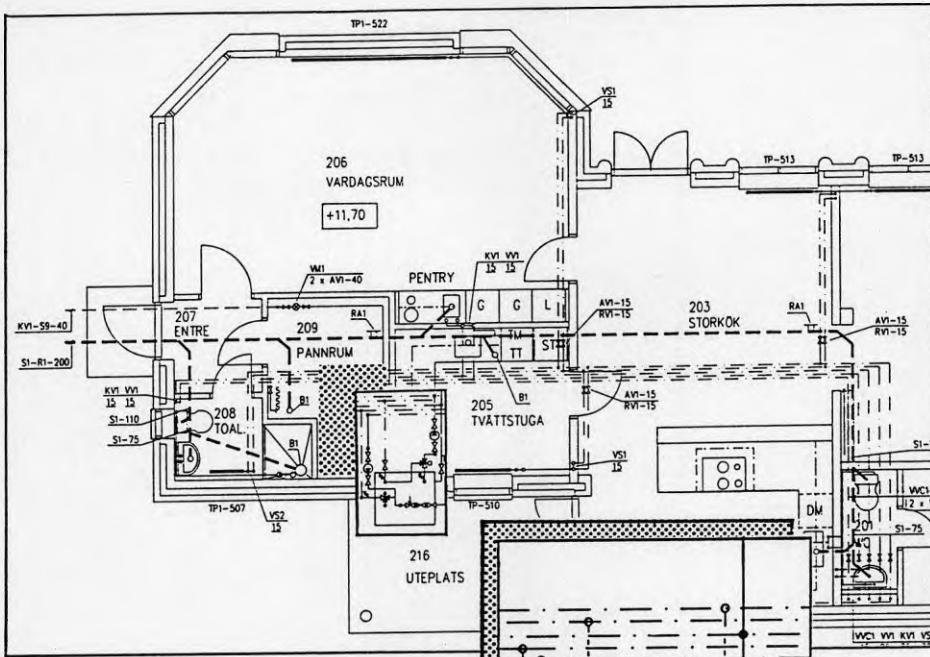 TP1-522
VS1
15
TP-513
TP-513
206
VARDAGSRUM
+11,70
PENTRY
KV1 VV1
15 15
VM1
2 x AV1-40
G G L
207
ENTRE
209
PANNRUM
RA1
TM
TT
ST
AV1-15
RV1-15
203
STORKÖK
RA1
AV1-15
RV1-15
KV1-S9-40
S1-R1-200
KV1 VV1
15 15
S1-110
S1-75
208
TOAL
B1
B1
B1
205
TVÄTTSTUGA
AV1-15
RV1-15
VS1
15
TP1-507
VS2
15
TP-510
216
UTEPLATS
DM
S1-75
VVC1 VV1 KV1